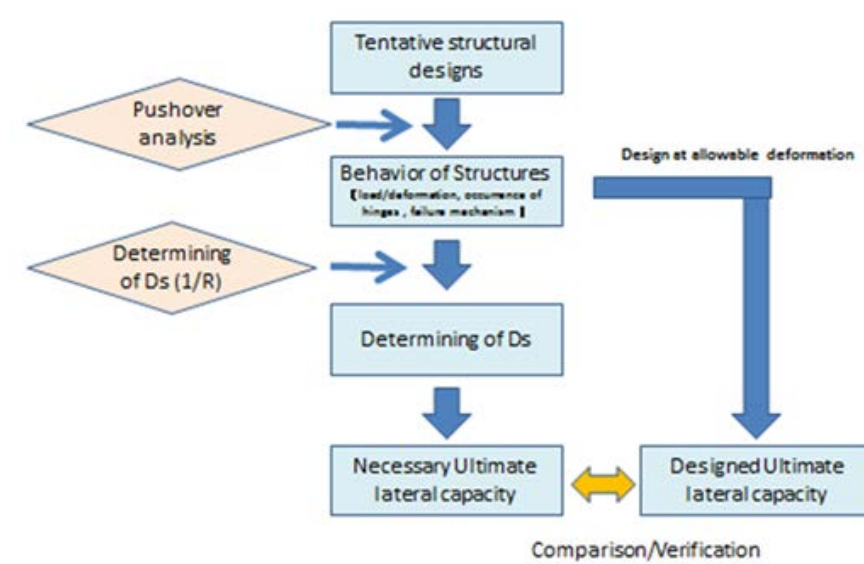 Tentative structural
designs
Pushover
analysis
Design at allowable deformation
Behavior of Structures
[load/deformation, occurrence of
hinges , failure mechanism ]
Determining
of Ds (1/R)
Determining of Ds
Necessary Ultimate
lateral capacity
Designed Ultimate
lateral capacity
Comparison/Verification